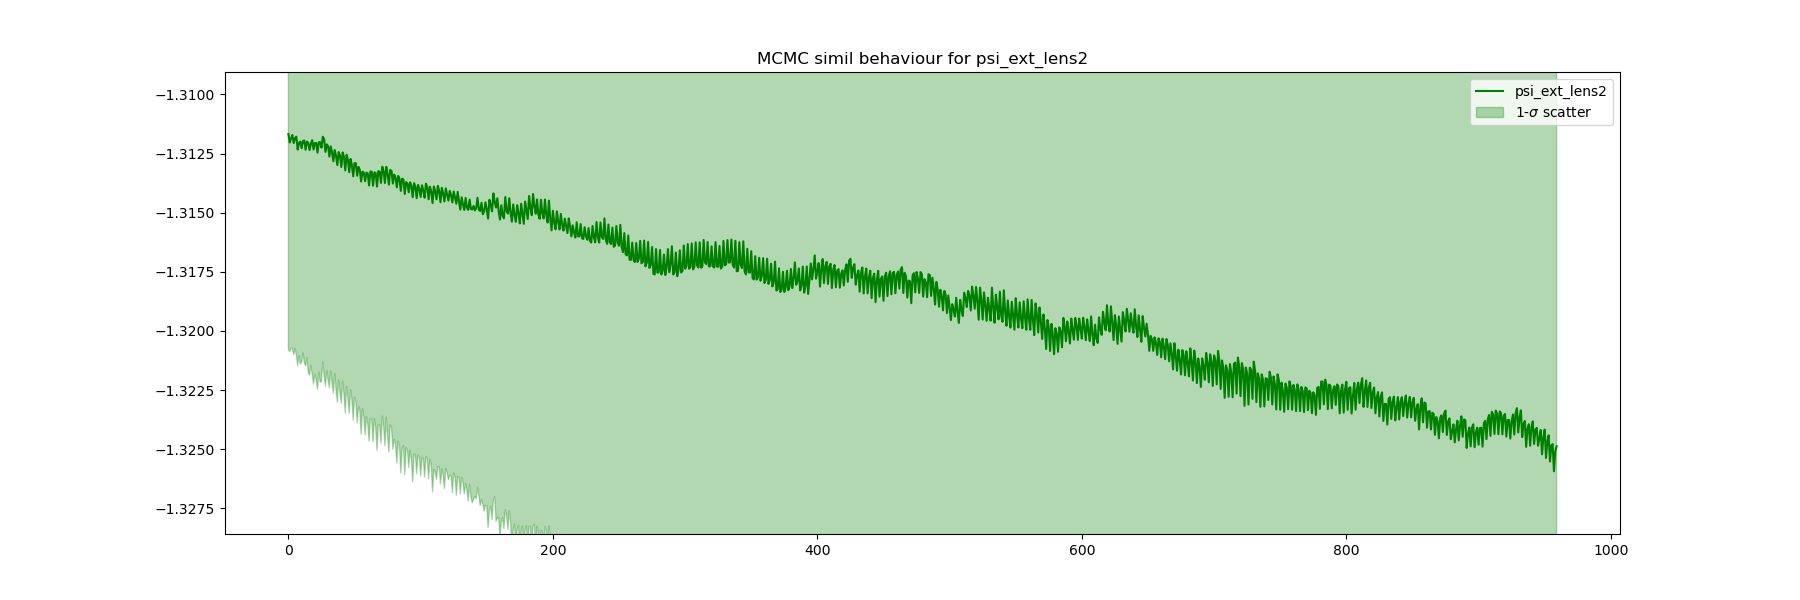 MCMC simil behaviour for psi_ext_lens2
psi_ext_lens2
1-σ scatter
−1.3100
−1.3125
−1.3150
−1.3175
−1.3200
−1.3225
−1.3250
−1.3275
0 200 400 600 800 1000